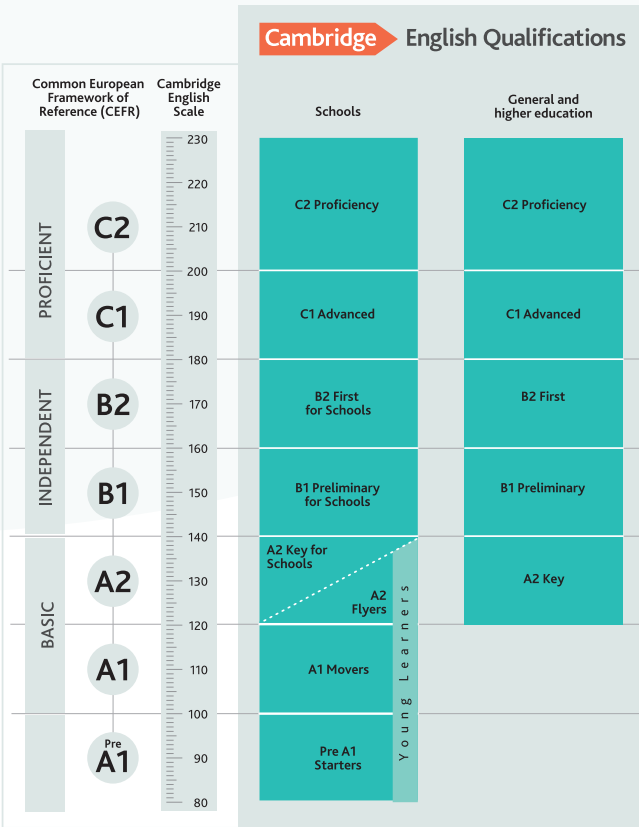 Cambridge English Qualifications
Common European
Framework of
Reference (CEFR)
Cambridge
English
Scale
Schools
General and
higher education
PROFICIENT
INDEPENDENT
BASIC
C2
C1
B2
B1
A2
A1
Pre
A1
230
220
210
200
190
180
170
160
150
140
130
120
110
100
90
80
C2 Proficiency
C1 Advanced
B2 First
for Schools
B1 Preliminary
for Schools
A2 Key for
Schools
A2
Flyers
A1 Movers
Pre A1
Starters
Young Learners
C2 Proficiency
C1 Advanced
B2 First
B1 Preliminary
A2 Key